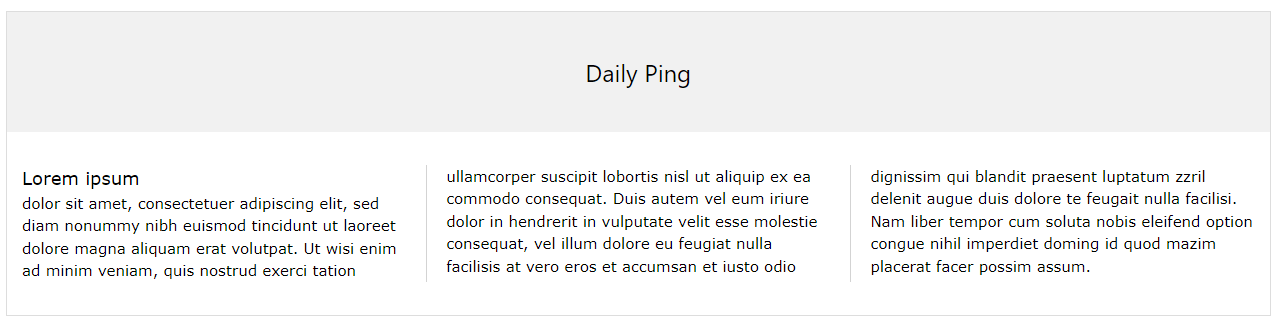 Daily Ping
Lorem ipsum
dolor sit amet, consectetuer adipiscing elit, sed
diam nonummy nibh euismod tincidunt ut laoreet
dolore magna aliquam erat volutpat. Ut wisi enim
ad minim veniam, quis nostrud exerci tation
ullamcorper suscipit lobortis nisl ut aliquip ex ea
commodo consequat. Duis autem vel eum iriure
dolor in hendrerit in vulputate velit esse molestie
consequat, vel illum dolore eu feugiat nulla
facilisis at vero eros et accumsan et iusto odio
dignissim qui blandit praesent luptatum zzril
delenit augue duis dolore te feugait nulla facilisi.
Nam liber tempor cum soluta nobis eleifend option
congue nihil imperdiet doming id quod mazim
placerat facer possim assum.